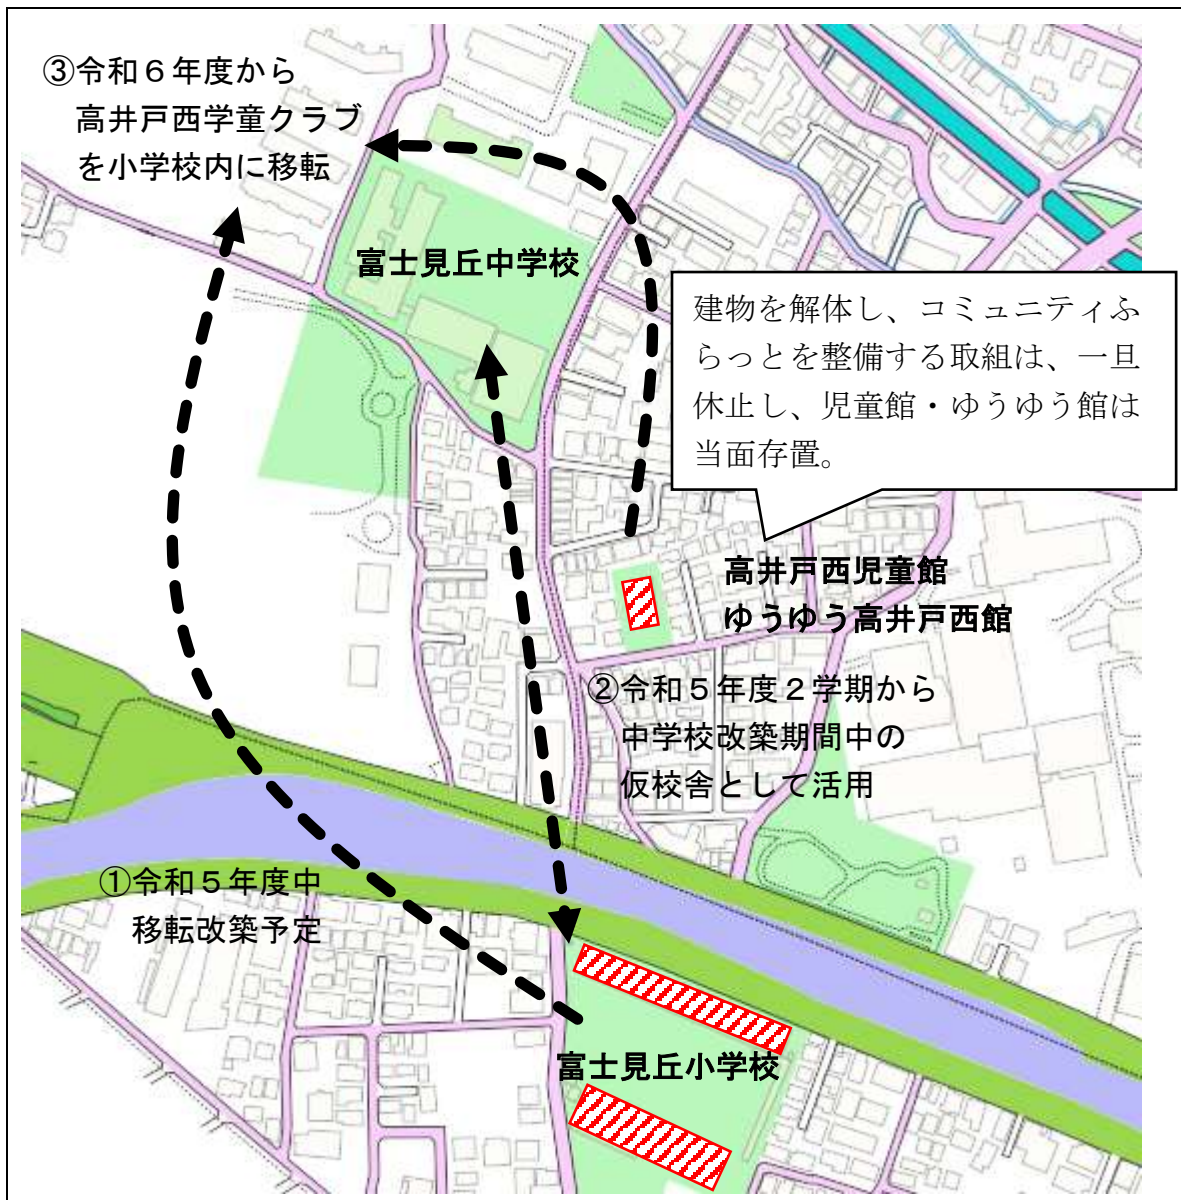 ③令和６年度から
高井戸西学童クラブ
を小学校内に移転
富士見丘中学校
建物を解体し、コミュニティふ
らっとを整備する取組は、一旦
休止し、児童館・ゆうゆう館は
当面存置。
高井戸西児童館
ゆうゆう高井戸西館
②令和５年度２学期から
中学校改築期間中の
仮校舎として活用
①令和５年度中
移転改築予定
富士見丘小学校